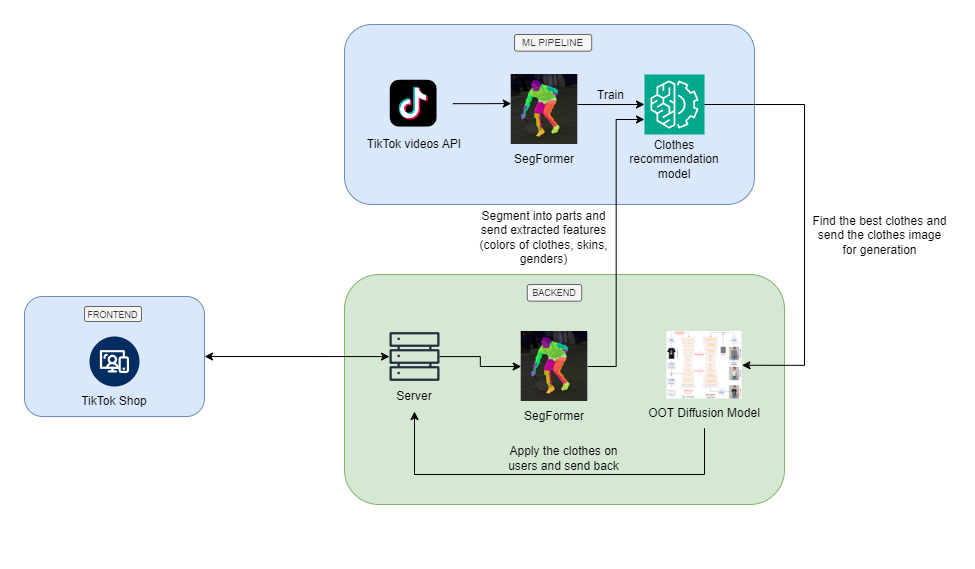 ML PIPELINE
TikTok videos API
SegFormer
Train
Clothes
recommendation
model
Segment into parts and
send extracted features
(colors of clothes, skins,
genders)
Find the best clothes and
send the clothes image
for generation
FRONTEND
TikTok Shop
BACKEND
Server
SegFormer
OOT Diffusion Model
Apply the clothes on
users and send back